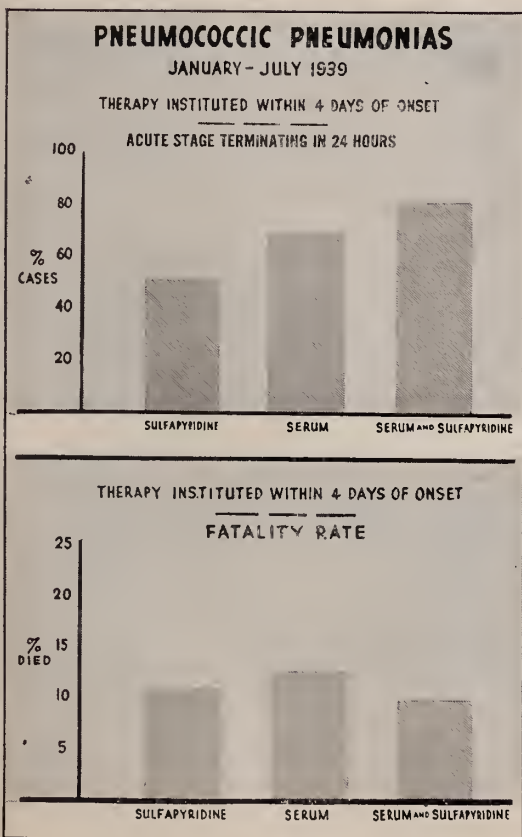 PNEUMOCOCCIC PNEUMONIAS
JANUARY - JULY 1939
THERAPY INSTITUTED WITHIN 4 DAYS OF ONSET
ACUTE STAGE TERMINATING IN 24 HOURS
100
80
60
% CASES
40
20
SULFAPYRIDINE SERUM SERUM AND SULFAPYRIDINE
THERAPY INSTITUTED WITHIN 4 DAYS OF ONSET
FATALITY RATE
25
20
15
% DIED
10
5
SULFAPYRIDINE SERUM SERUM AND SULFAPYRIDINE